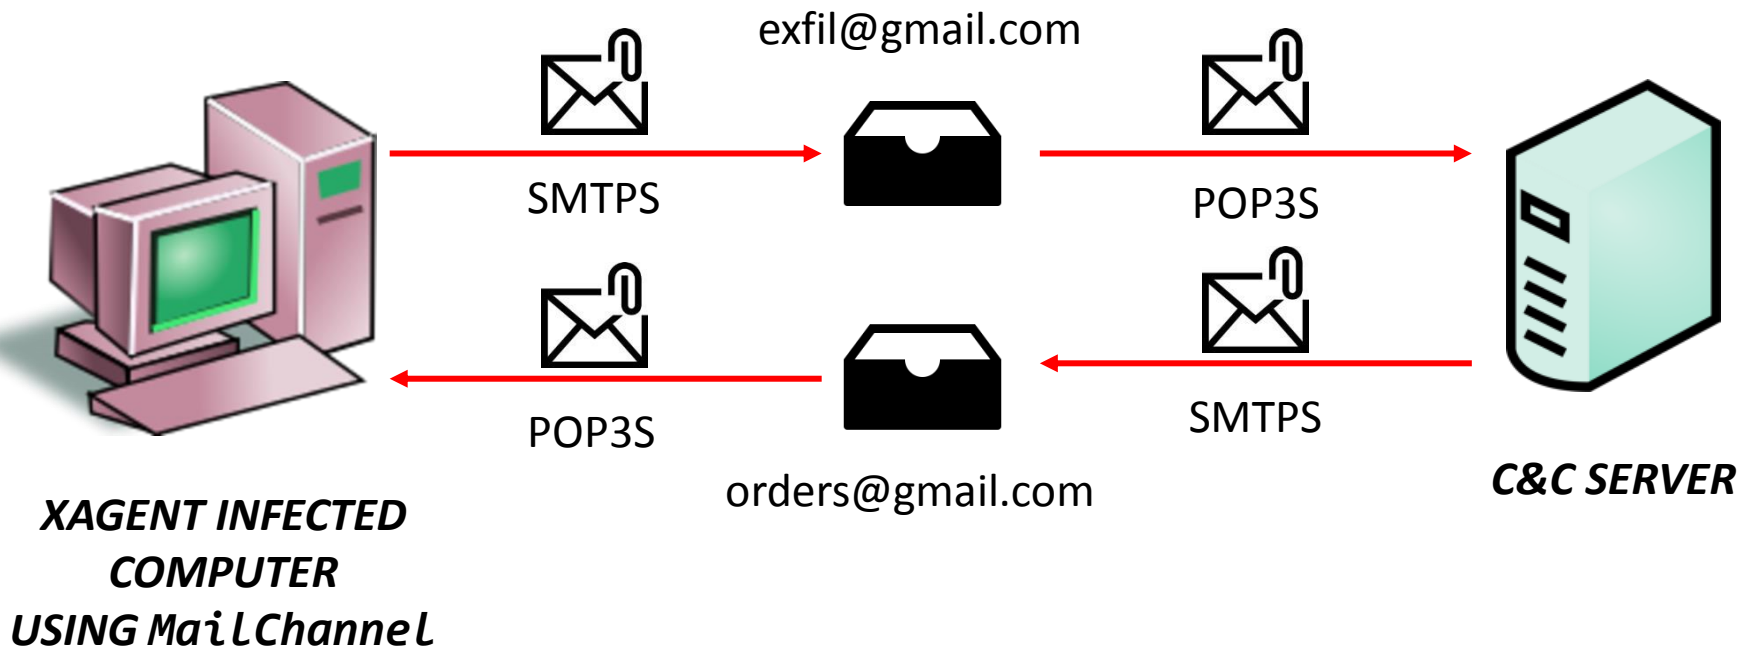 exfil@gmail.com
SMTPS
POP3S
POP3S
SMTPS
orders@gmail.com
C&C SERVER
XAGENT INFECTED
COMPUTER
USING MailChannel